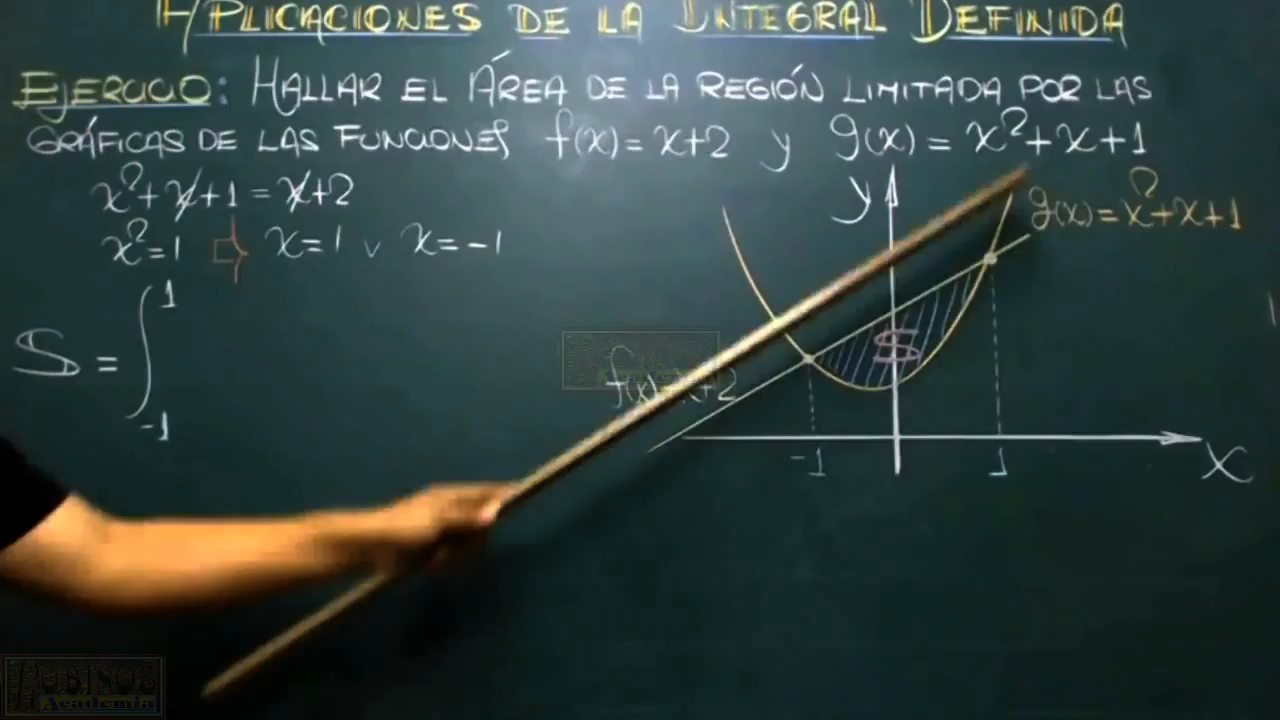 APLICACIONES DE LA INTEGRAL DEFINIDA
EJERCICIO: HALLAR EL ÁREA DE LA REGIÓN LIMITADA POR LAS
GRÁFICAS DE LAS FUNCIONES f(x) = x+2 y g(x) = x²+x+1
x²+x+1 = x+2
x²=1 ⇨ x=1 ∨ x=-1
S = ∫
1
-1
y
g(x) = x²+x+1
S
-1
1
x
Academia